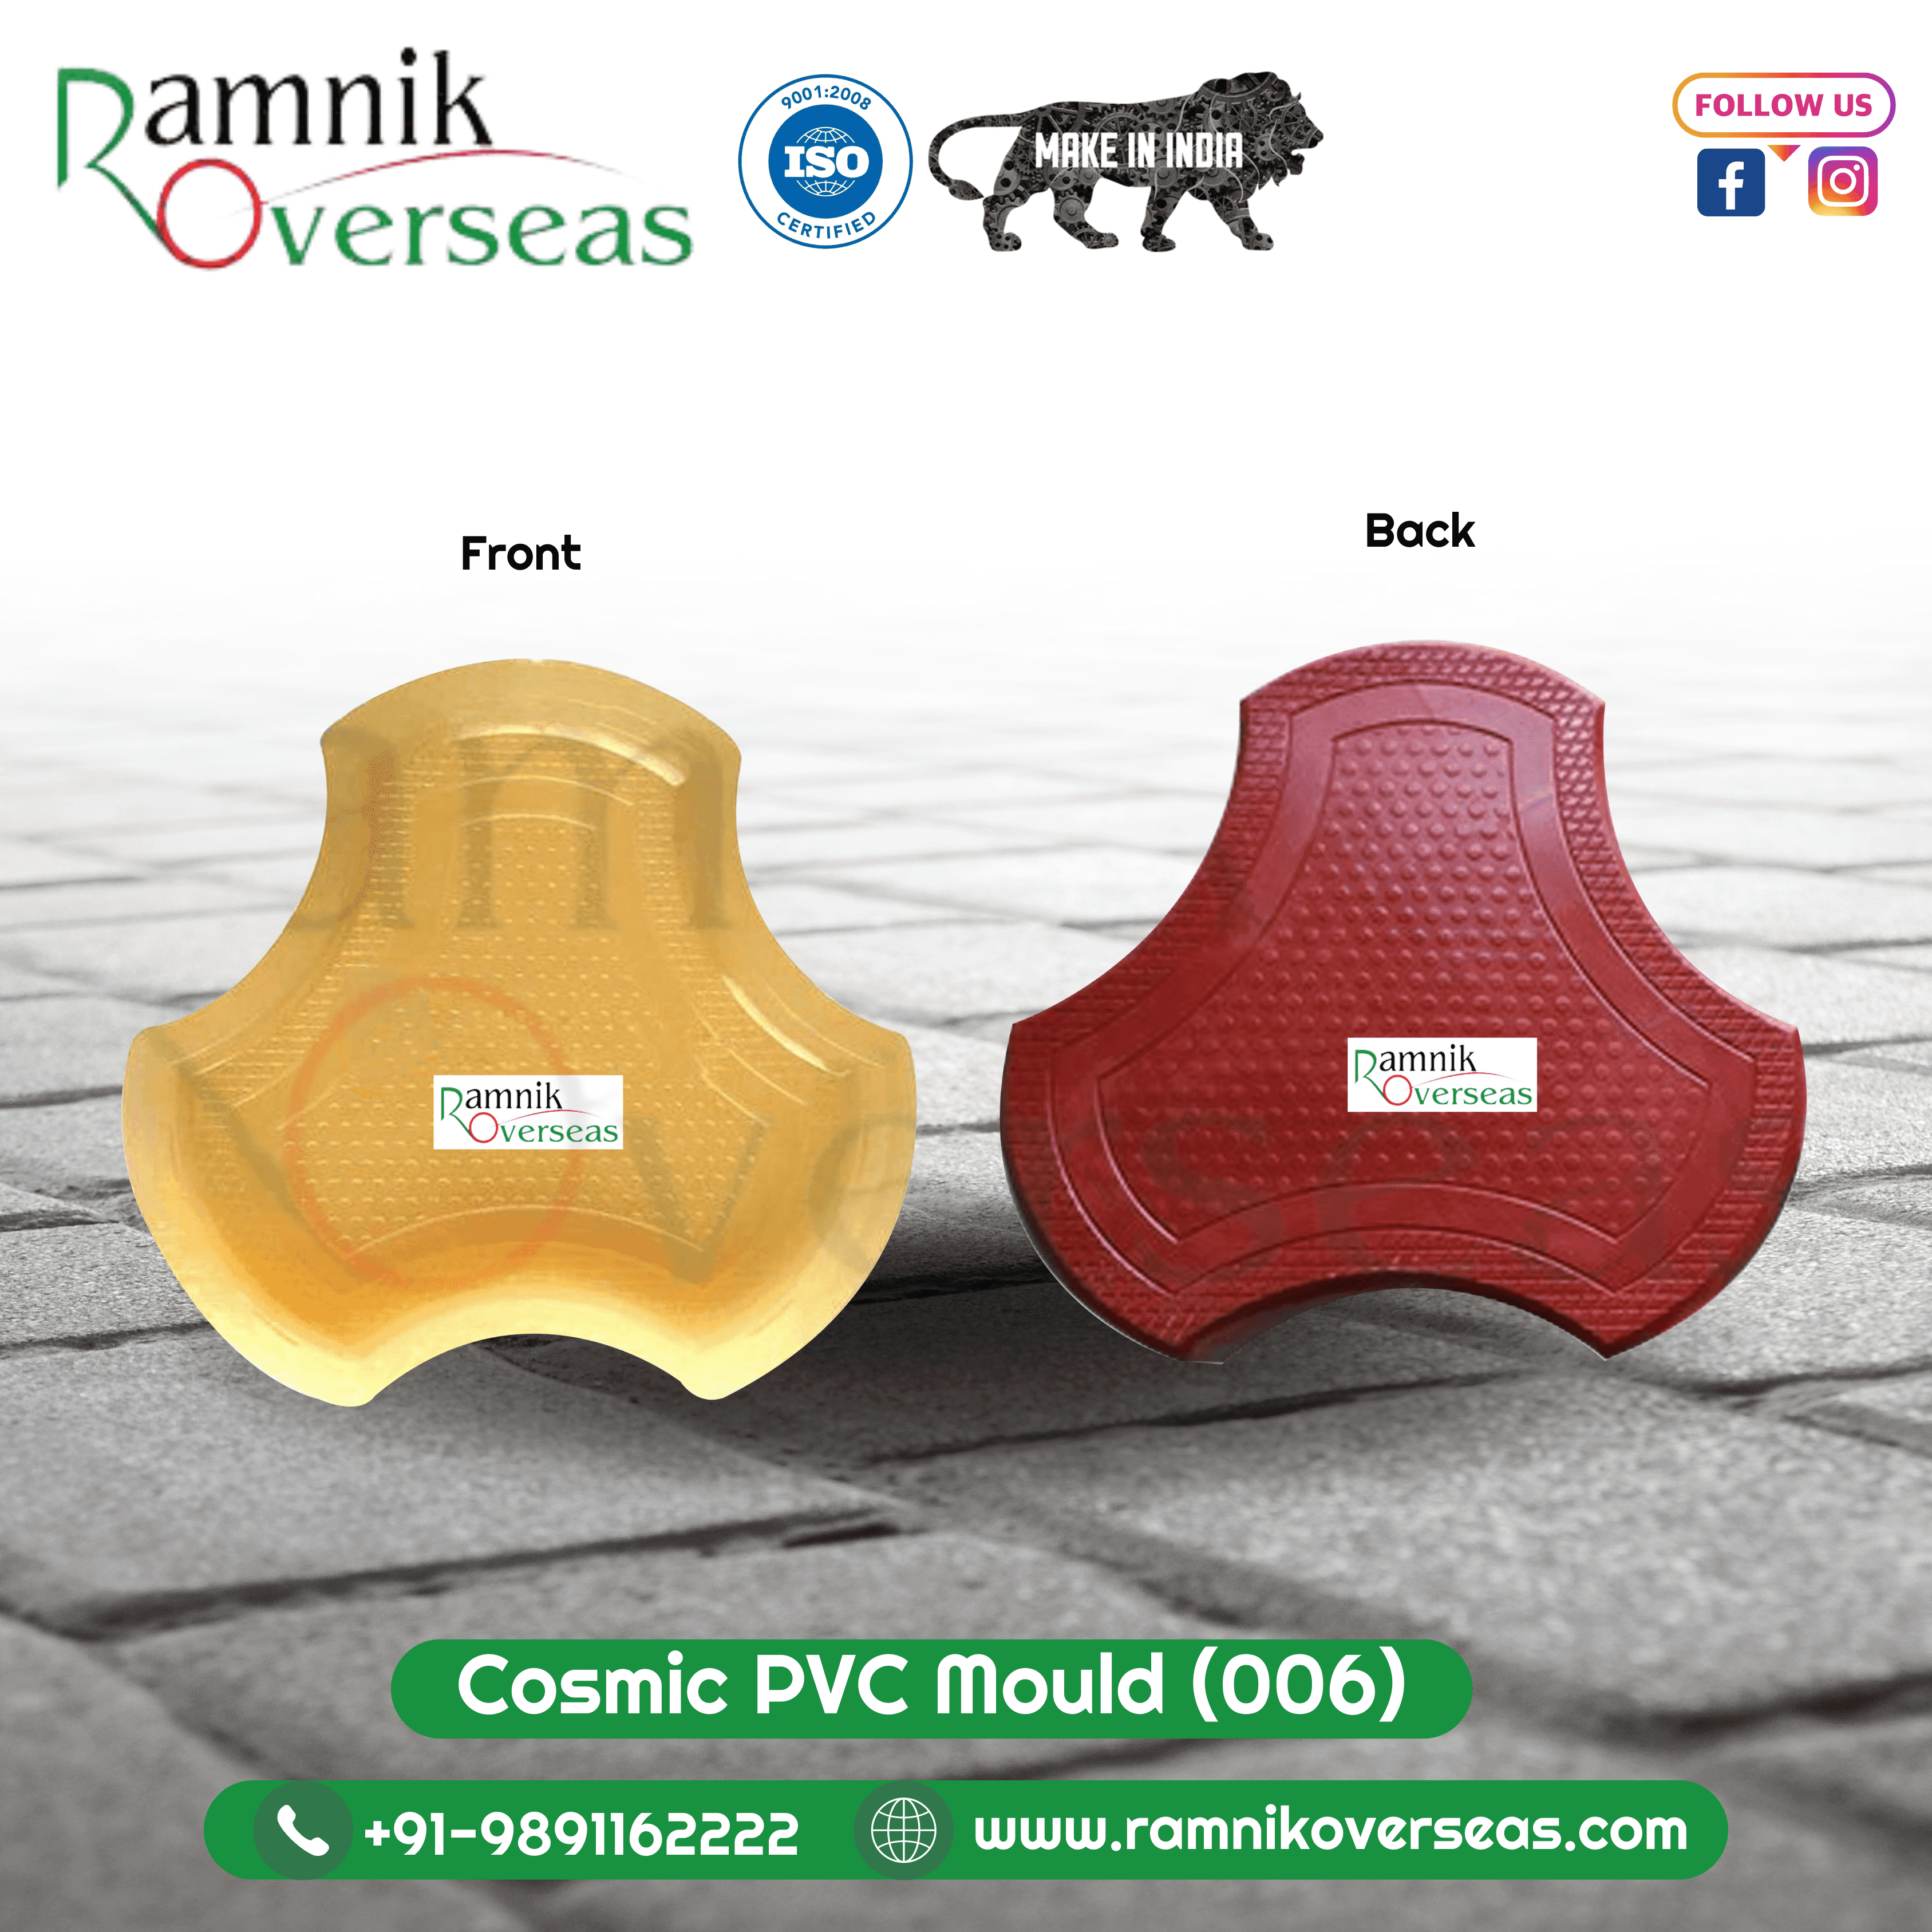 Ramnik
Overseas
9001:2008
ISO
CERTIFIED
MAKE IN INDIA
FOLLOW US
Front
Back
Ramnik
Overseas
Ramnik
Overseas
Cosmic PVC Mould (006)
+91-9891162222
www.ramnikoverseas.com